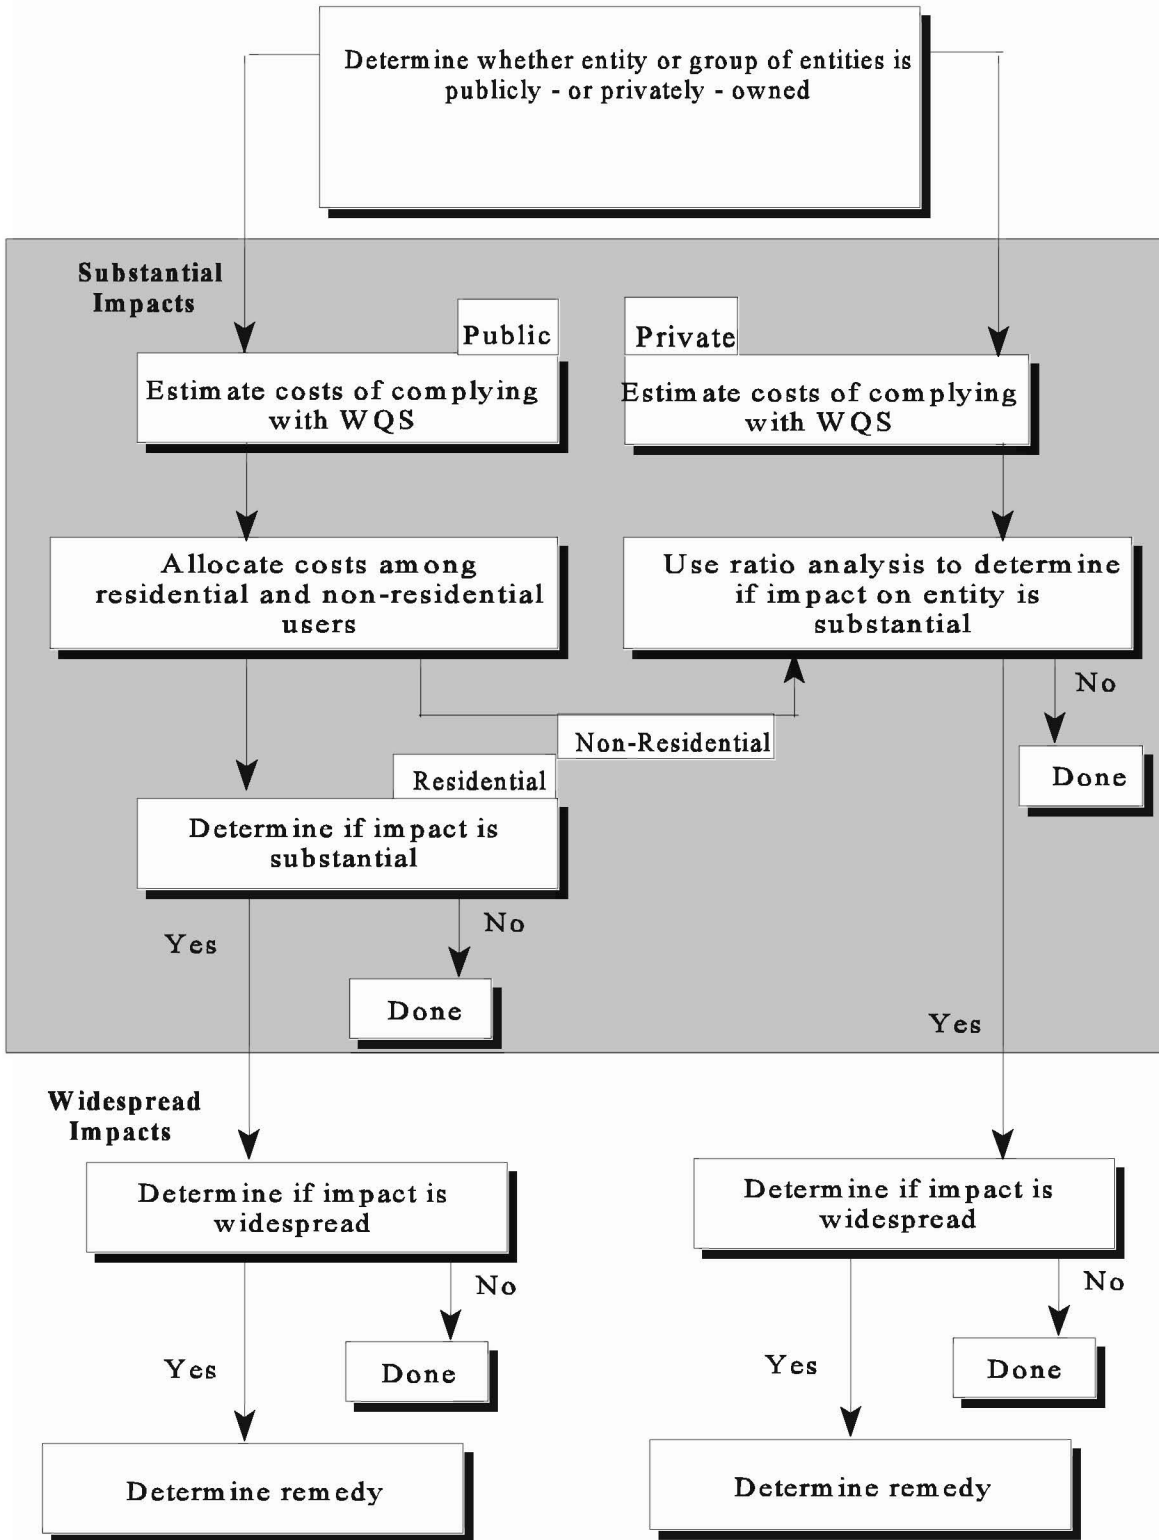 Determine whether entity or group of entities is
publicly - or privately - owned
Substantial
Impacts
Public
Private
Estimate costs of complying
with WQS
Estimate costs of complying
with WQS
Allocate costs among
residential and non-residential
users
Use ratio analysis to determine
if impact on entity is
substantial
No
Non-Residential
Done
Residential
Determine if impact is
substantial
Yes
No
Done
Yes
Widespread
Impacts
Determine if impact is
widespread
Determine if impact is
widespread
No
No
Yes
Done
Yes
Done
Determine remedy
Determine remedy